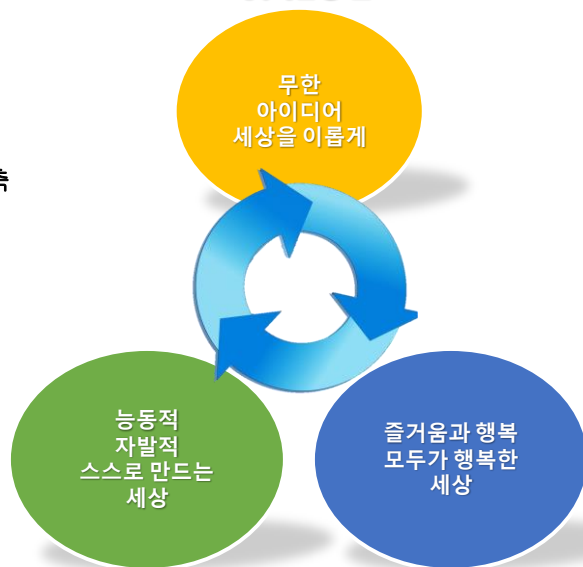 무한
아이디어
세상을 이롭게
축
능동적
자발적
스스로 만드는
세상
즐거움과 행복
모두가 행복한
세상